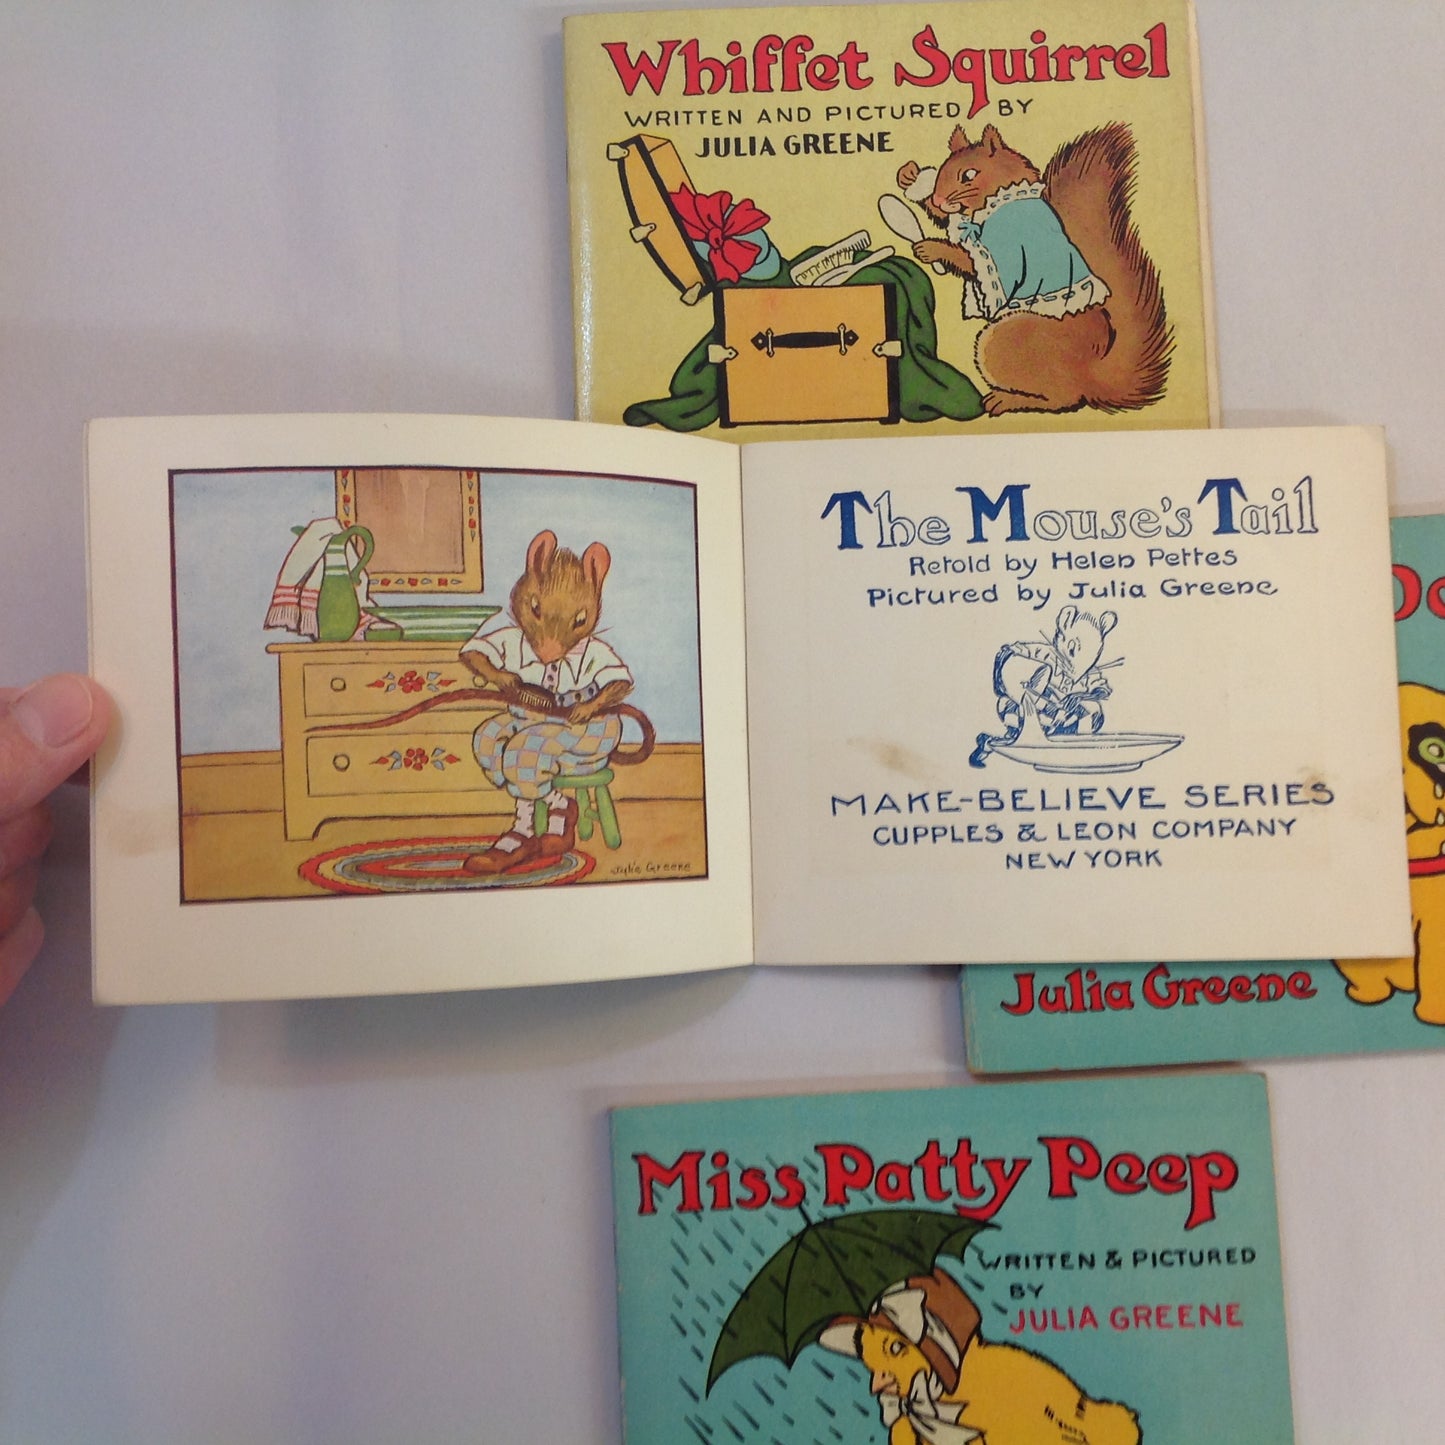 Whiffet Squirrel
WRITTEN AND PICTURED BY
JULIA GREENE
Julia Greene
The Mouse's Tail
Retold by Helen Pettes
Pictured by Julia Greene
MAKE-BELIEVE SERIES
CUPPLES & LEON COMPANY
NEW YORK
Julia Greene
Miss Patty Peep
WRITTEN & PICTURED
BY
JULIA GREENE